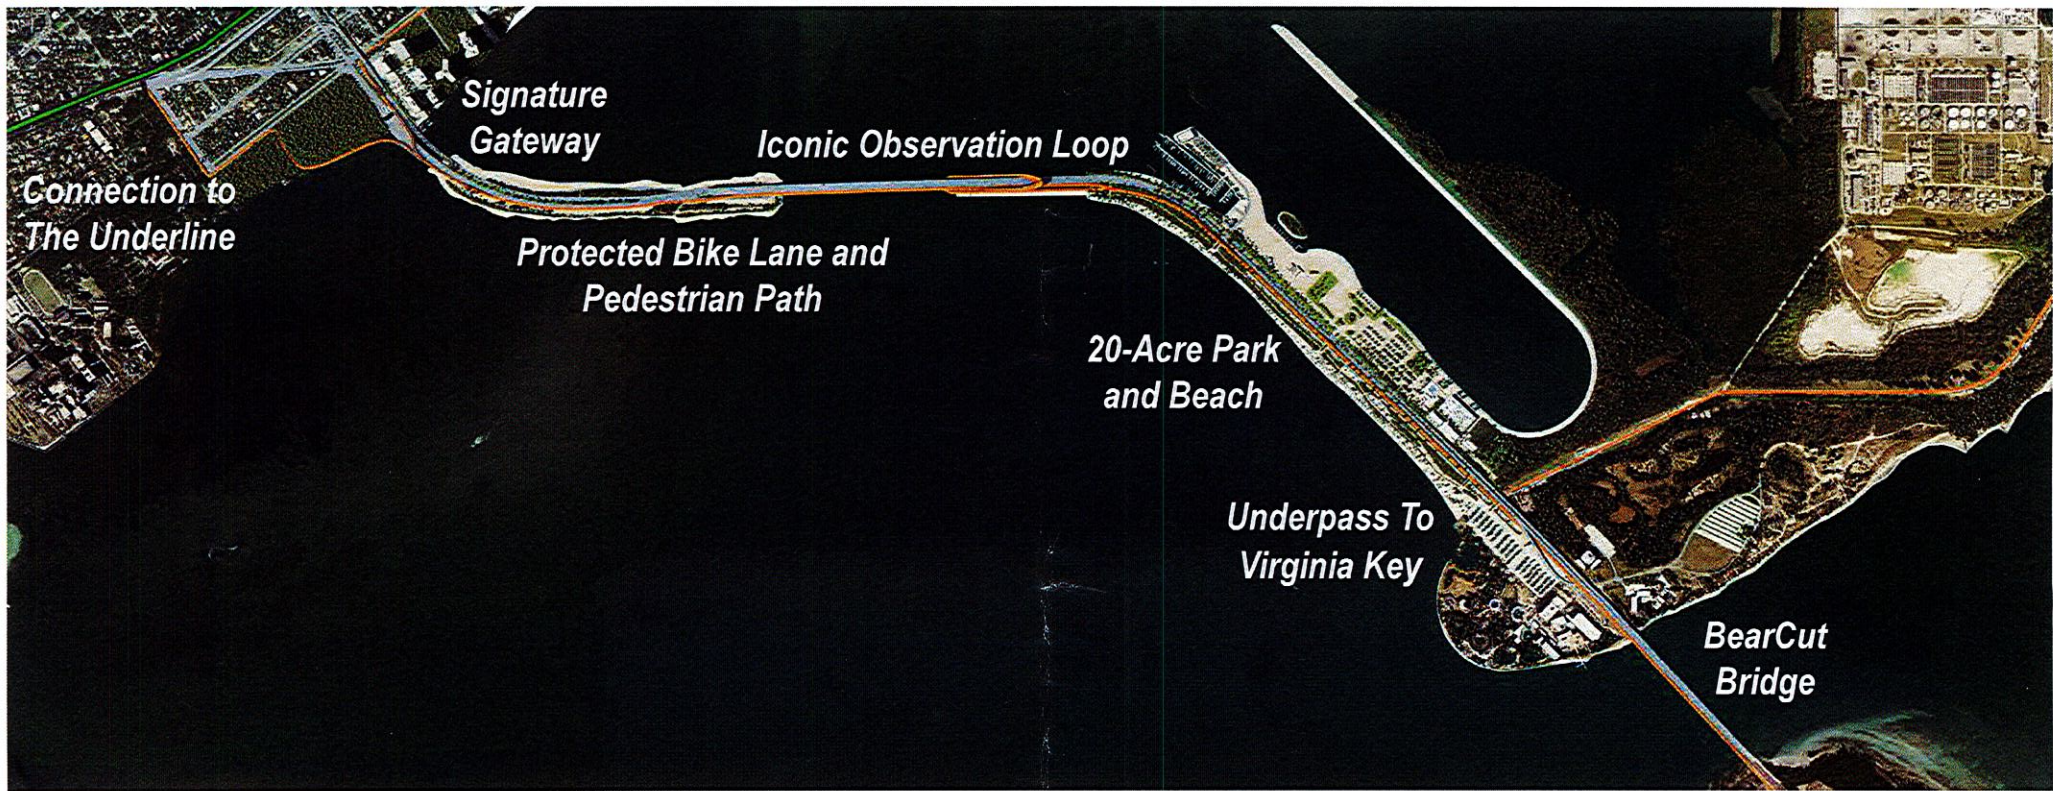 Signature
Gateway
Iconic Observation Loop
Connection to
The Underline
Protected Bike Lane and
Pedestrian Path
20-Acre Park
and Beach
Underpass To
Virginia Key
BearCut
Bridge